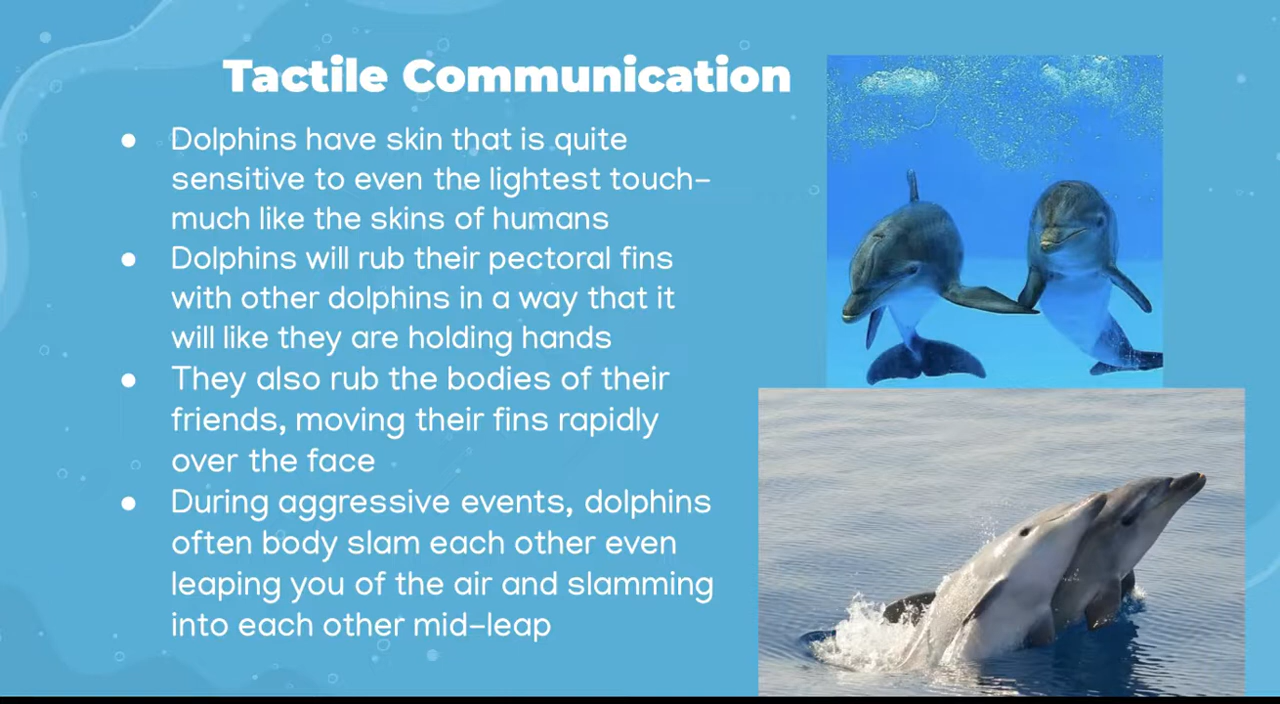 Tactile Communication
● Dolphins have skin that is quite
sensitive to even the lightest touch-
much like the skins of humans
● Dolphins will rub their pectoral fins
with other dolphins in a way that it
will like they are holding hands
● They also rub the bodies of their
friends, moving their fins rapidly
over the face
● During aggressive events, dolphins
often body slam each other even
leaping you of the air and slamming
into each other mid-leap